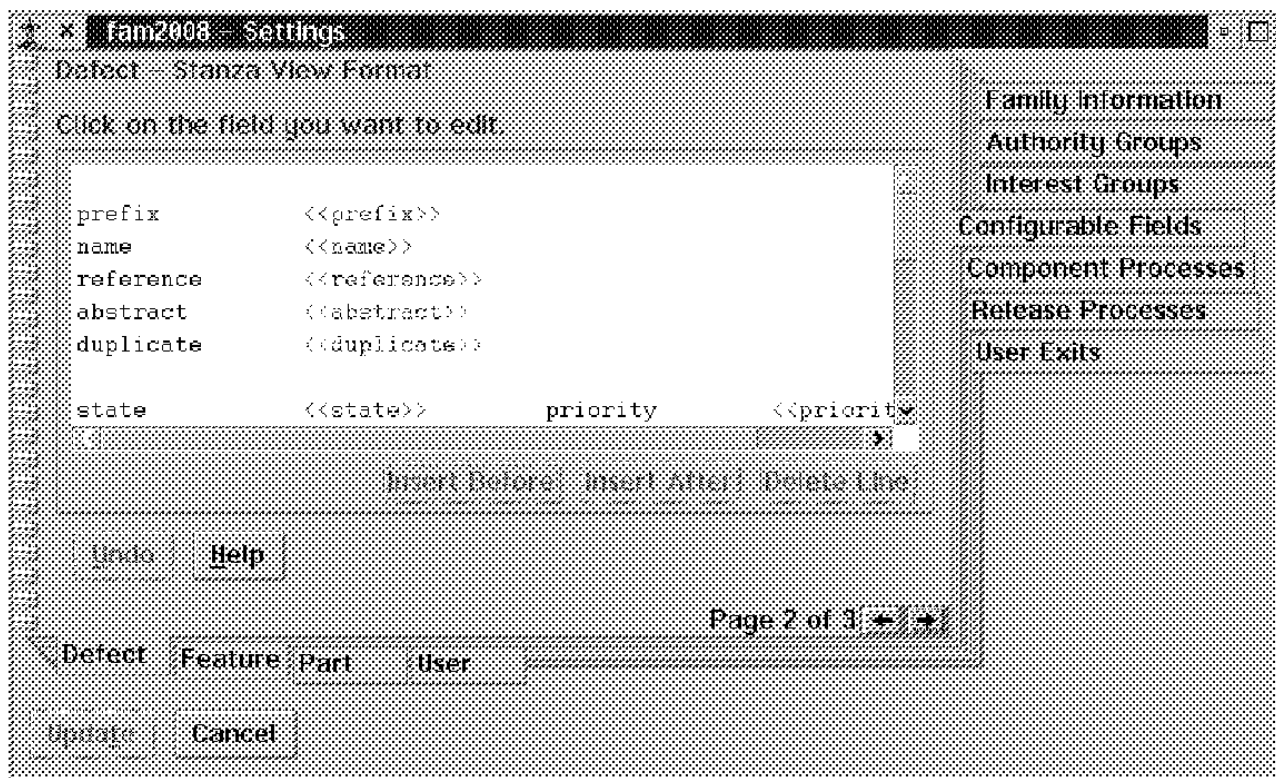 fam2008 - Settings
Defect - Stanza View Format
Click on the field you want to edit.
prefix <<prefix>>
name <<name>>
reference <<reference>>
abstract <<abstract>>
duplicate <<duplicate>>
state <<state>> priority <<priority
Insert Before Insert After Delete Line
Undo Help
Page 2 of 3
Defect Feature Part User
Update Cancel
Family Information
Authority Groups
Interest Groups
Configurable Fields
Component Processes
Release Processes
User Exits